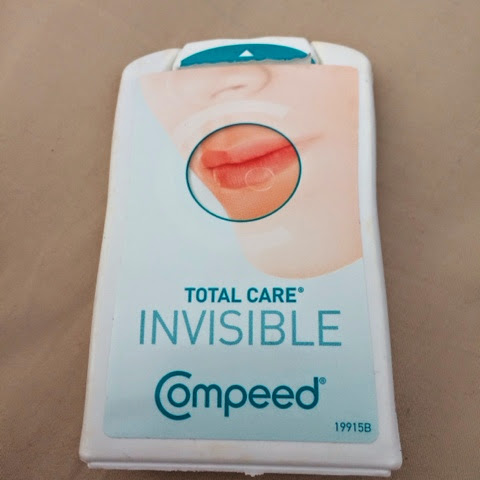 TOTAL CARE®
INVISIBLE
Compeed®
19915B